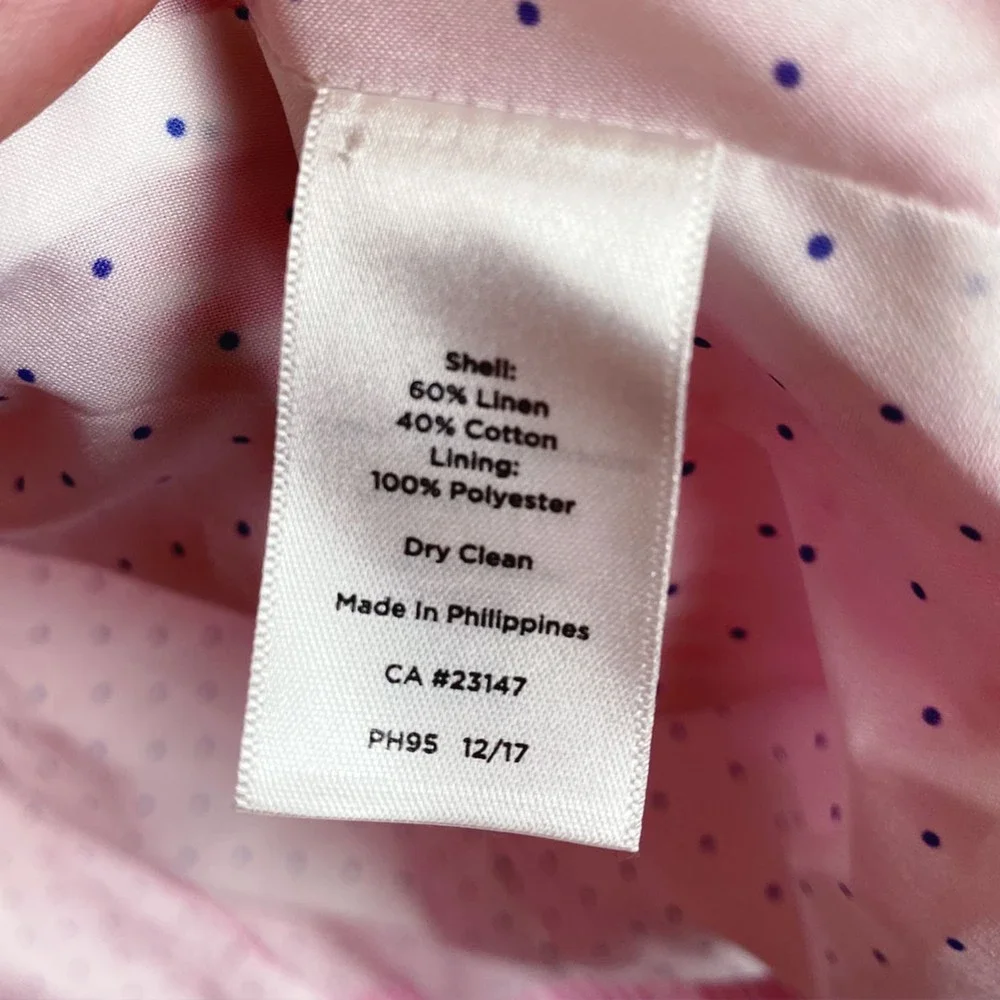 Shell:
60% Linen
40% Cotton
Lining:
100% Polyester
Dry Clean
Made in Philippines
CA #23147
PH95 12/17